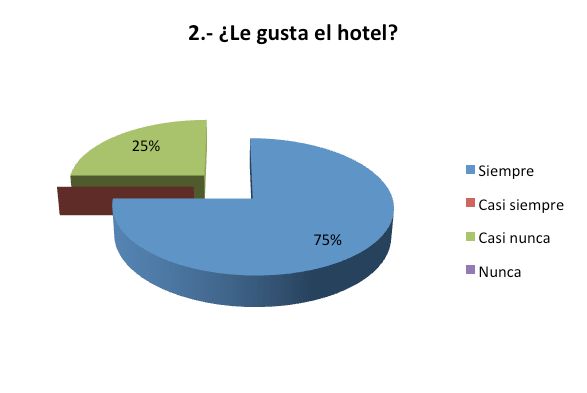 2.- ¿Le gusta el hotel?
25%
75%
Siempre
Casi siempre
Casi nunca
Nunca